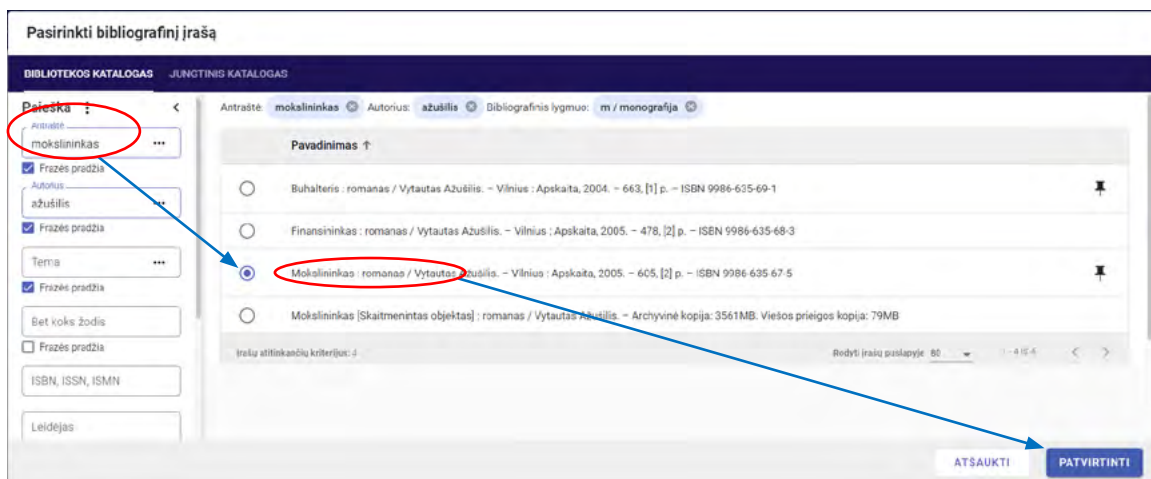 Pasirinkti bibliografinį įrašą
BIBLIOTEKOS KATALOGAS JUNGTINIS KATALOGAS
Paieška
Antraštė
mokslininkas
Frazės pradžia
Autorius
ažušilis
Frazės pradžia
Tema
Frazės pradžia
Bet koks žodis
Frazės pradžia
ISBN, ISSN, ISMN
Leidėjas
Antraštė: mokslininkas Autorius: ažušilis Bibliografinis lygmuo: m / monografija
Pavadinimas ↑
Buhalteris : romanas / Vytautas Ažušilis. – Vilnius : Apskaita, 2004. – 663, [1] p. – ISBN 9986-635-69-1
Finansininkas : romanas / Vytautas Ažušilis. – Vilnius : Apskaita, 2005. – 478, [2] p. – ISBN 9986-635-68-3
Mokslininkas : romanas / Vytautas Ažušilis. – Vilnius : Apskaita, 2005. – 605, [2] p. – ISBN 9986-635-67-5
Mokslininkas [Skaitmenintas objektas] : romanas / Vytautas Ažušilis. – Archyvinė kopija: 3561MB. Viešos prieigos kopija: 79MB
Įrašų atitinkančių kriterijus: 4
Rodyti įrašų puslapyje 60 1 – 4 iš 4
ATŠAUKTI PATVIRTINTI